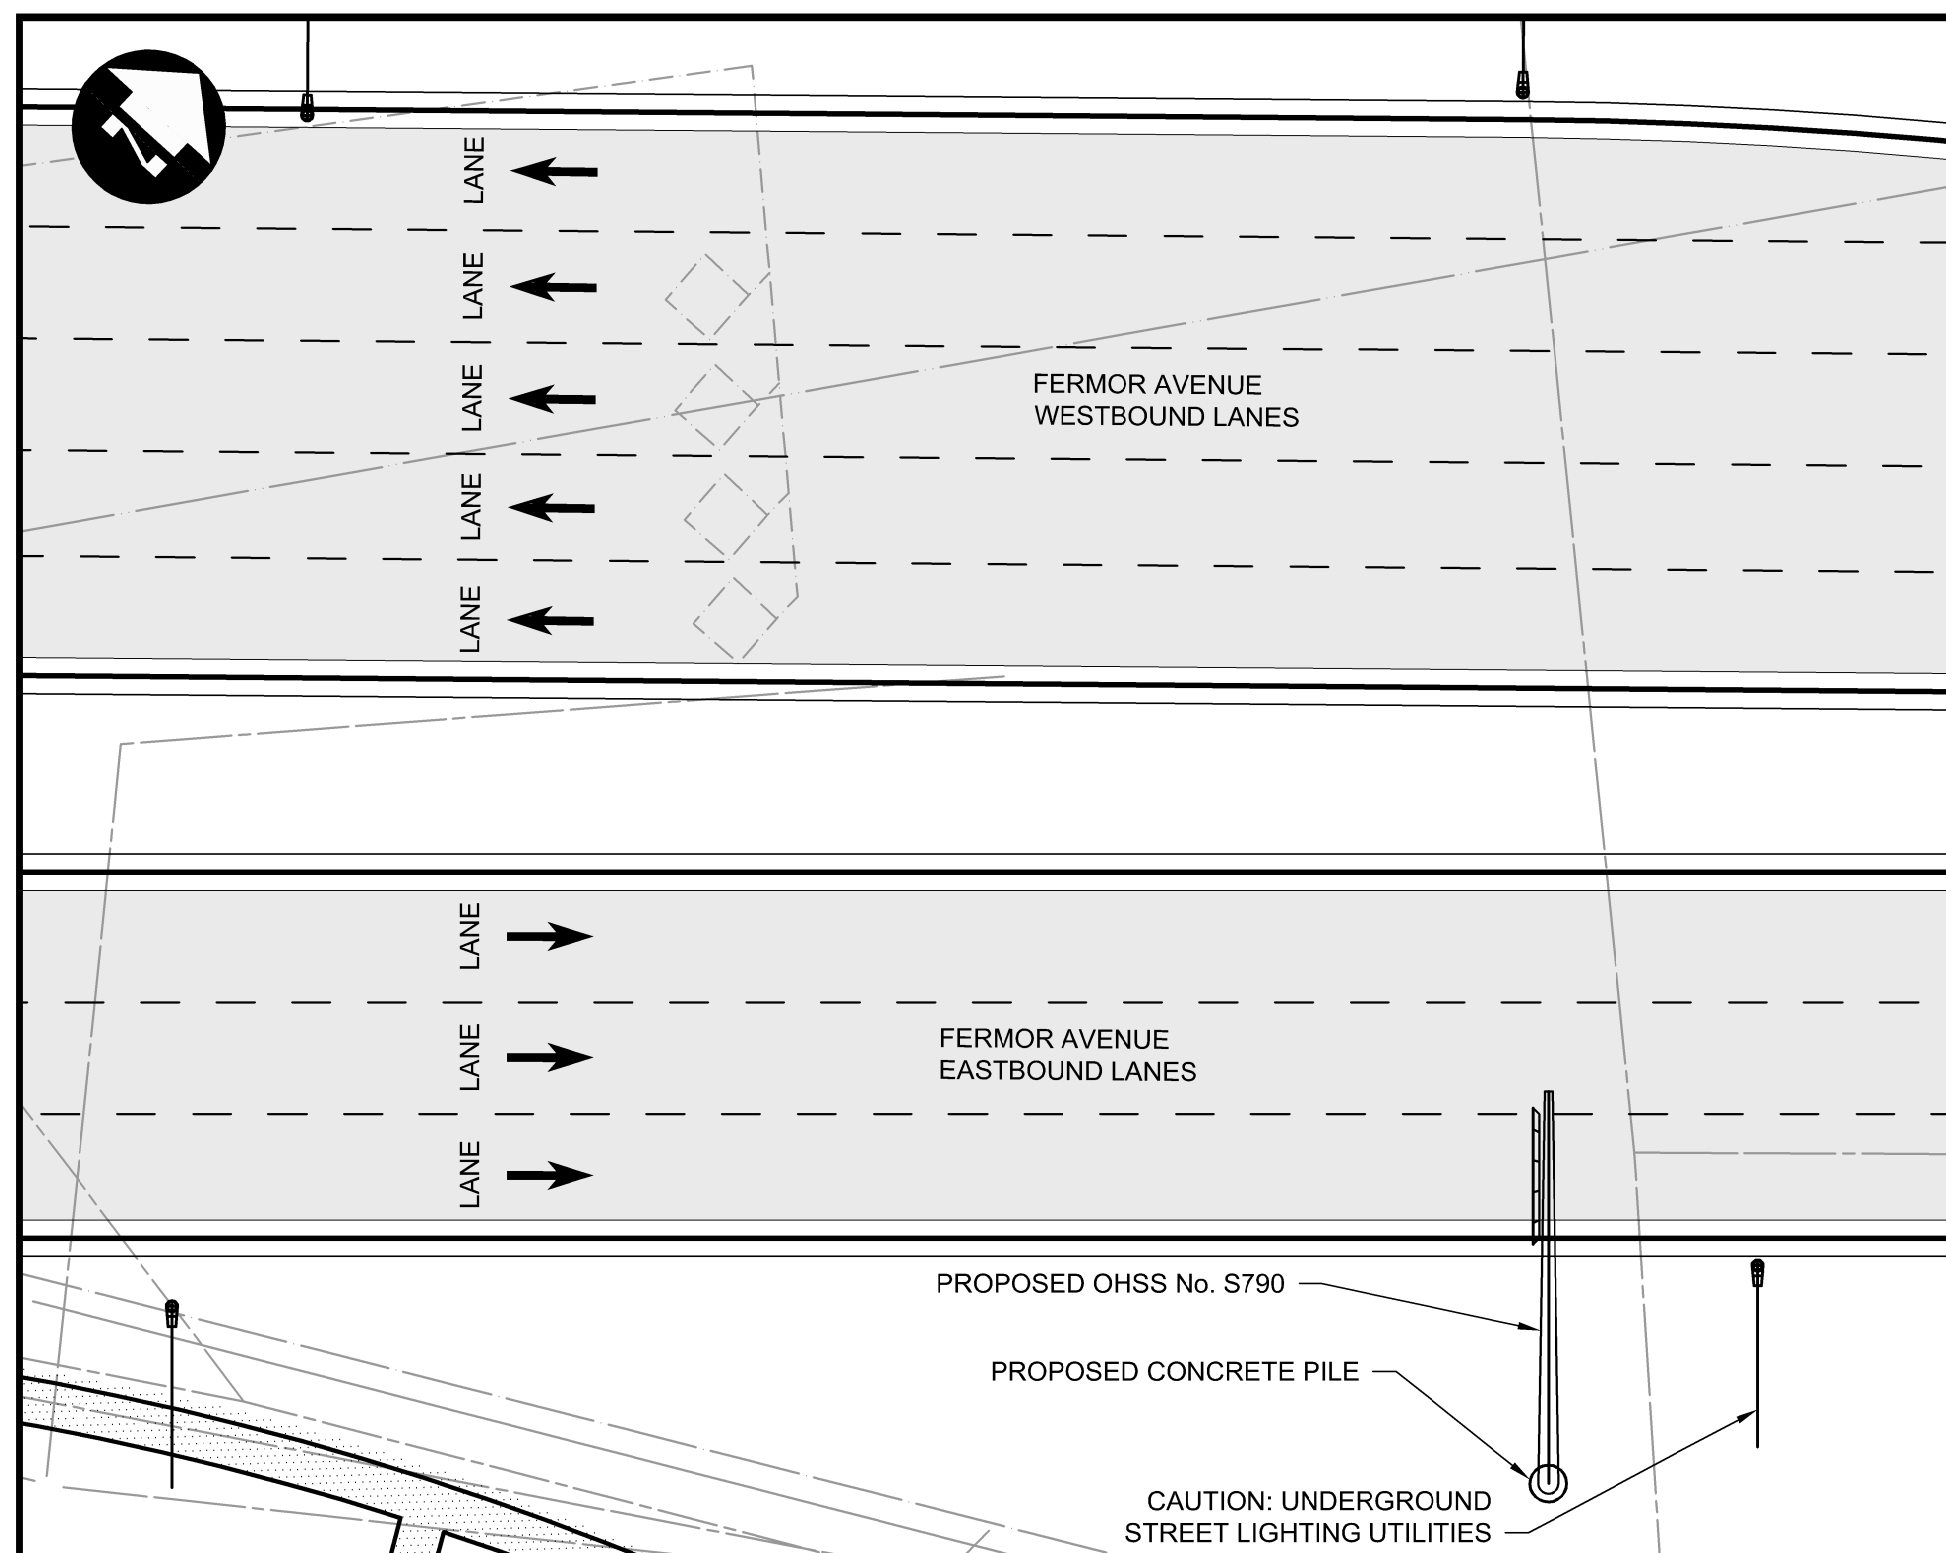 LANE
LANE
LANE
FERMOR AVENUE
WESTBOUND LANES
LANE
LANE
LANE
FERMOR AVENUE
EASTBOUND LANES
LANE
LANE
PROPOSED OHSS No. S790
PROPOSED CONCRETE PILE
CAUTION: UNDERGROUND
STREET LIGHTING UTILITIES